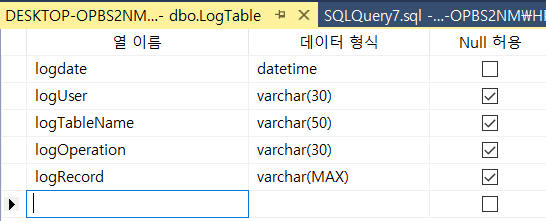 DESKTOP-OPBS2NM...- dbo.LogTable
SQLQuery7.sql -...-OPBS2NM₩H
열 이름 데이터 형식 Null 허용
logdate datetime
logUser varchar(30)
logTableName varchar(50)
logOperation varchar(30)
logRecord varchar(MAX)